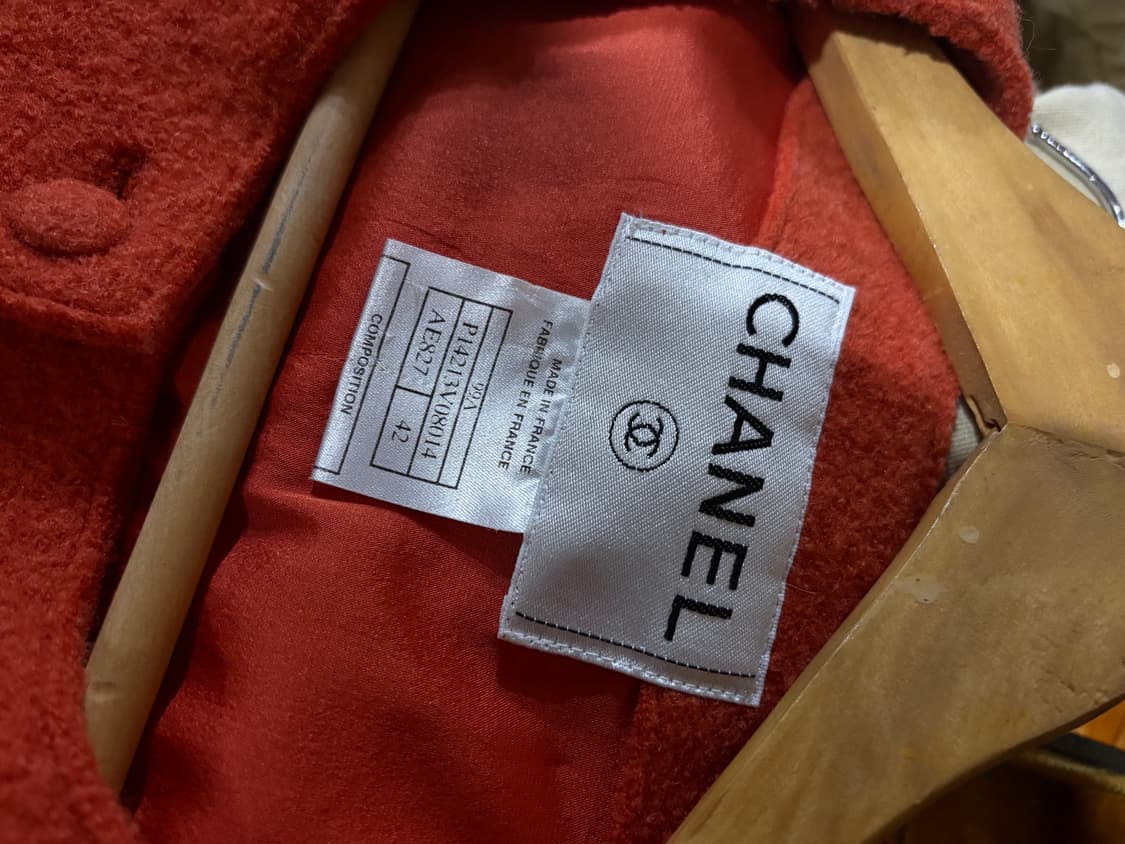 CHANEL
MADE IN FRANCE
FABRIQUE EN FRANCE
99A
P14213V08014
AE827 42
COMPOSITION